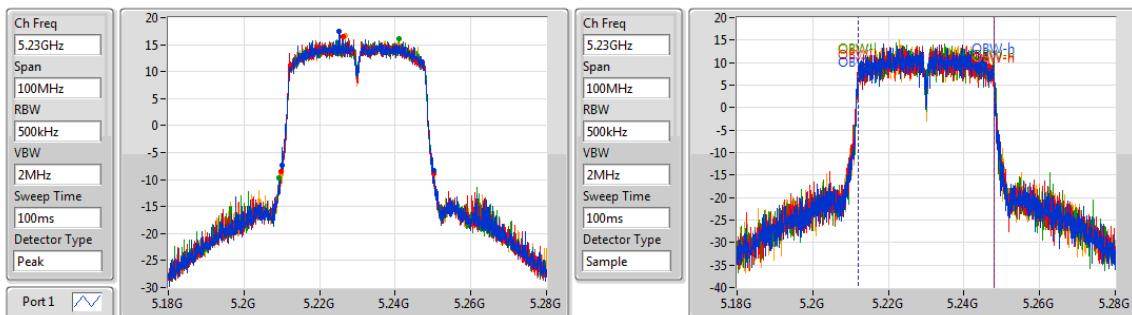 Ch Freq
5.23GHz
Span
100MHz
RBW
500kHz
VBW
2MHz
Sweep Time
100ms
Detector Type
Peak
Port 1
20
15
10
5
0
-5
-10
-15
-20
-25
-30
5.18G
5.2G
5.22G
5.24G
5.26G
5.28G
Ch Freq
5.23GHz
Span
100MHz
RBW
500kHz
VBW
2MHz
Sweep Time
100ms
Detector Type
Sample
20
15
10
5
0
-5
-10
-15
-20
-25
-30
-35
-40
OBW-h
OBW-h
5.18G
5.2G
5.22G
5.24G
5.26G
5.28G